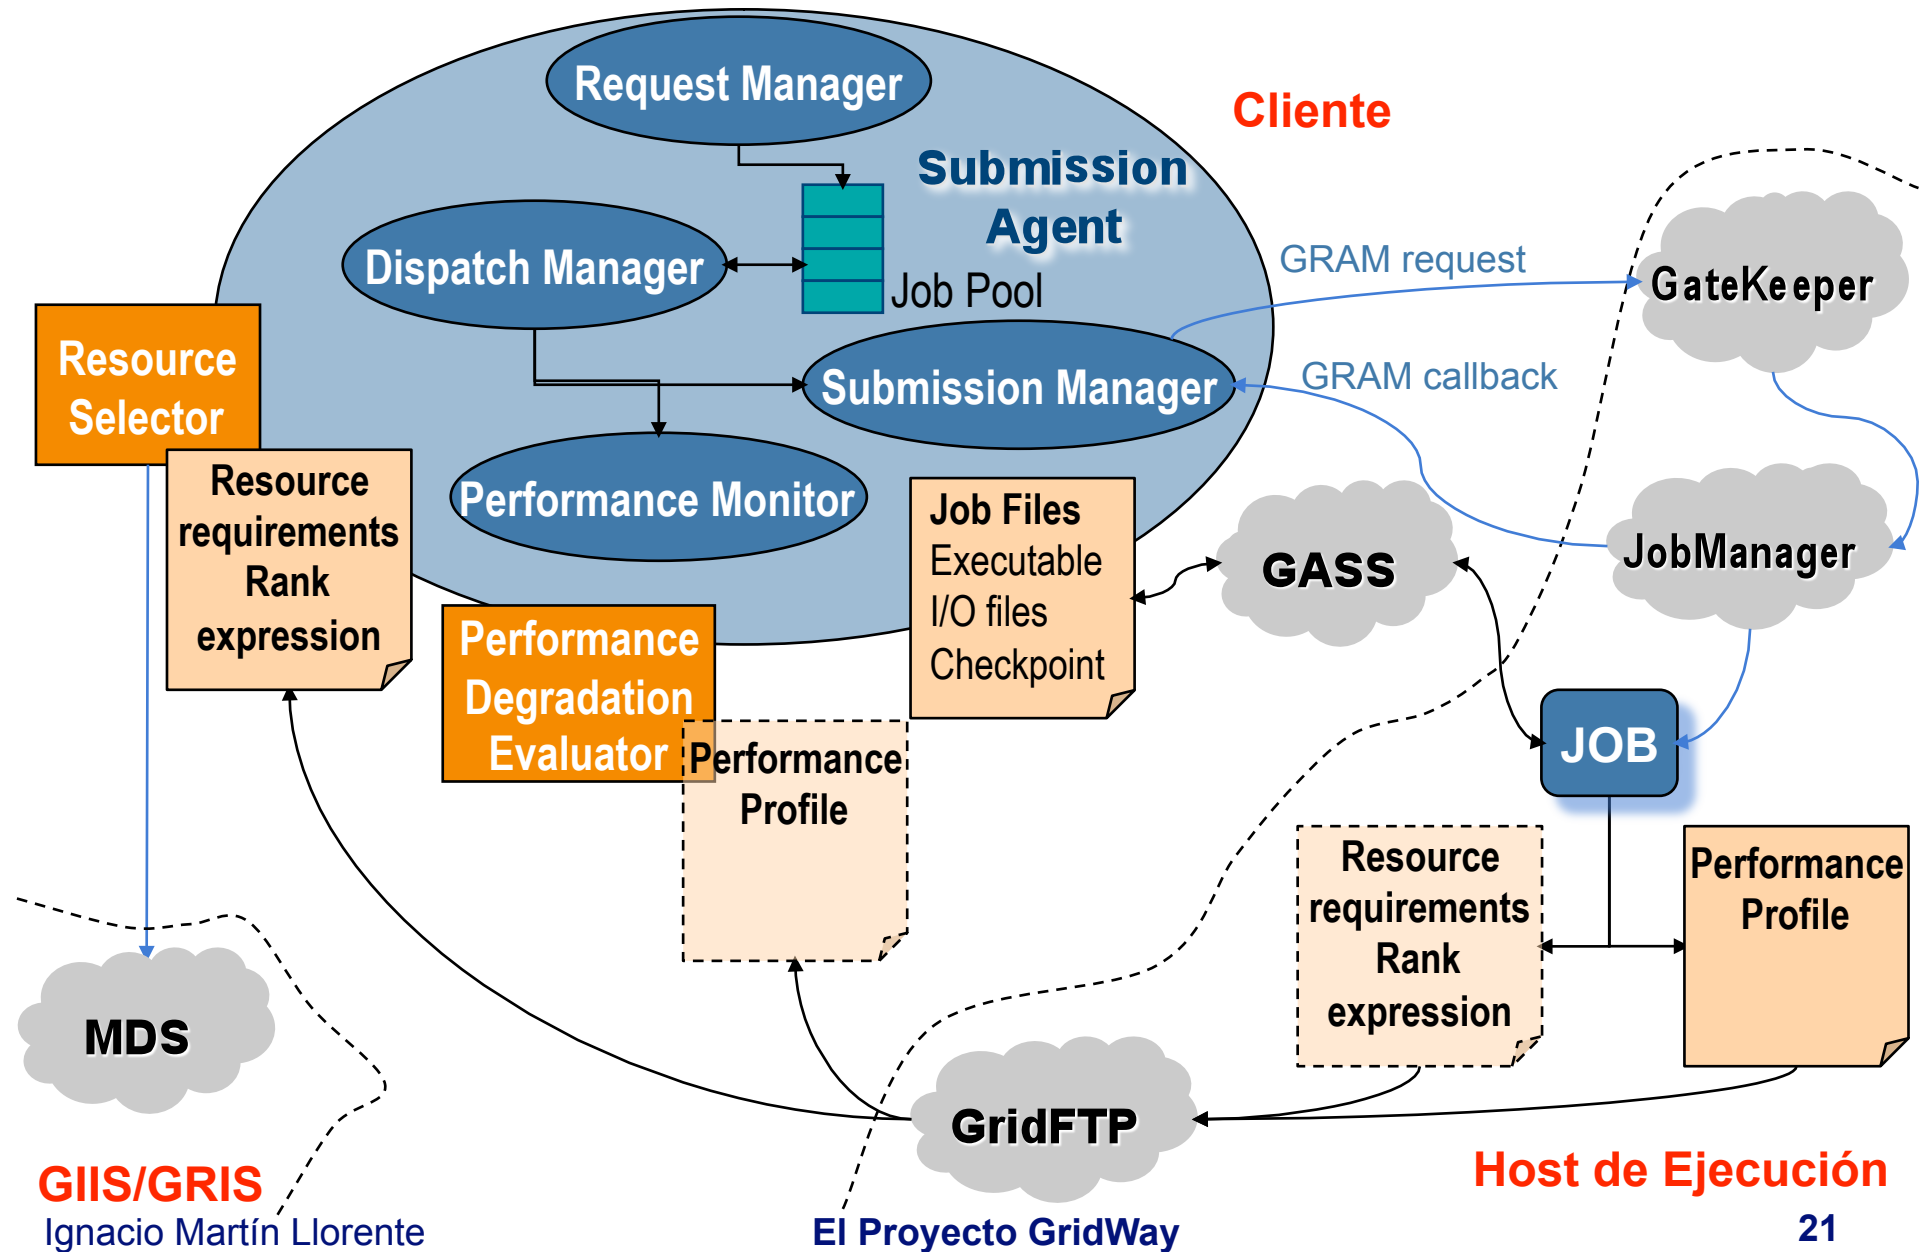 Request Manager
Cliente
Submission
Agent
Dispatch Manager
Job Pool
GRAM request
GateKeeper
Resource
Selector
Submission Manager
GRAM callback
Resource
requirements
Rank
expression
Performance Monitor
Job Files
Executable
I/O files
Checkpoint
GASS
JobManager
Performance
Degradation
Evaluator
Performance
Profile
JOB
Resource
requirements
Rank
expression
Performance
Profile
MDS
GridFTP
GIIS/GRIS
Host de Ejecución
Ignacio Martín Llorente
El Proyecto GridWay
21